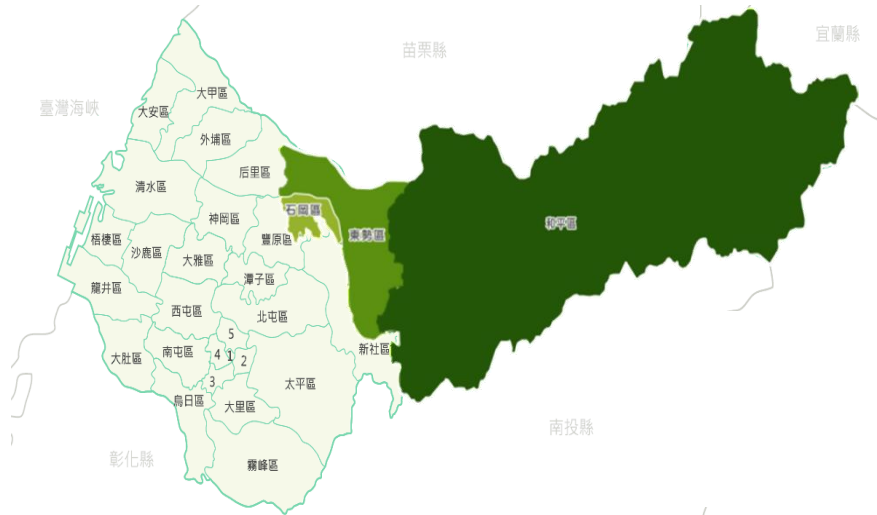 宜蘭縣
苗栗縣
臺灣海峽
大甲區
大安區
外埔區
后里區
清水區
石岡區
神岡區
和平區
梧棲區
豐原區
東勢區
沙鹿區
大雅區
潭子區
龍井區
西屯區
北屯區
5
新社區
南屯區
4
1
2
大肚區
3
太平區
烏日區
大里區
南投縣
彰化縣
霧峰區